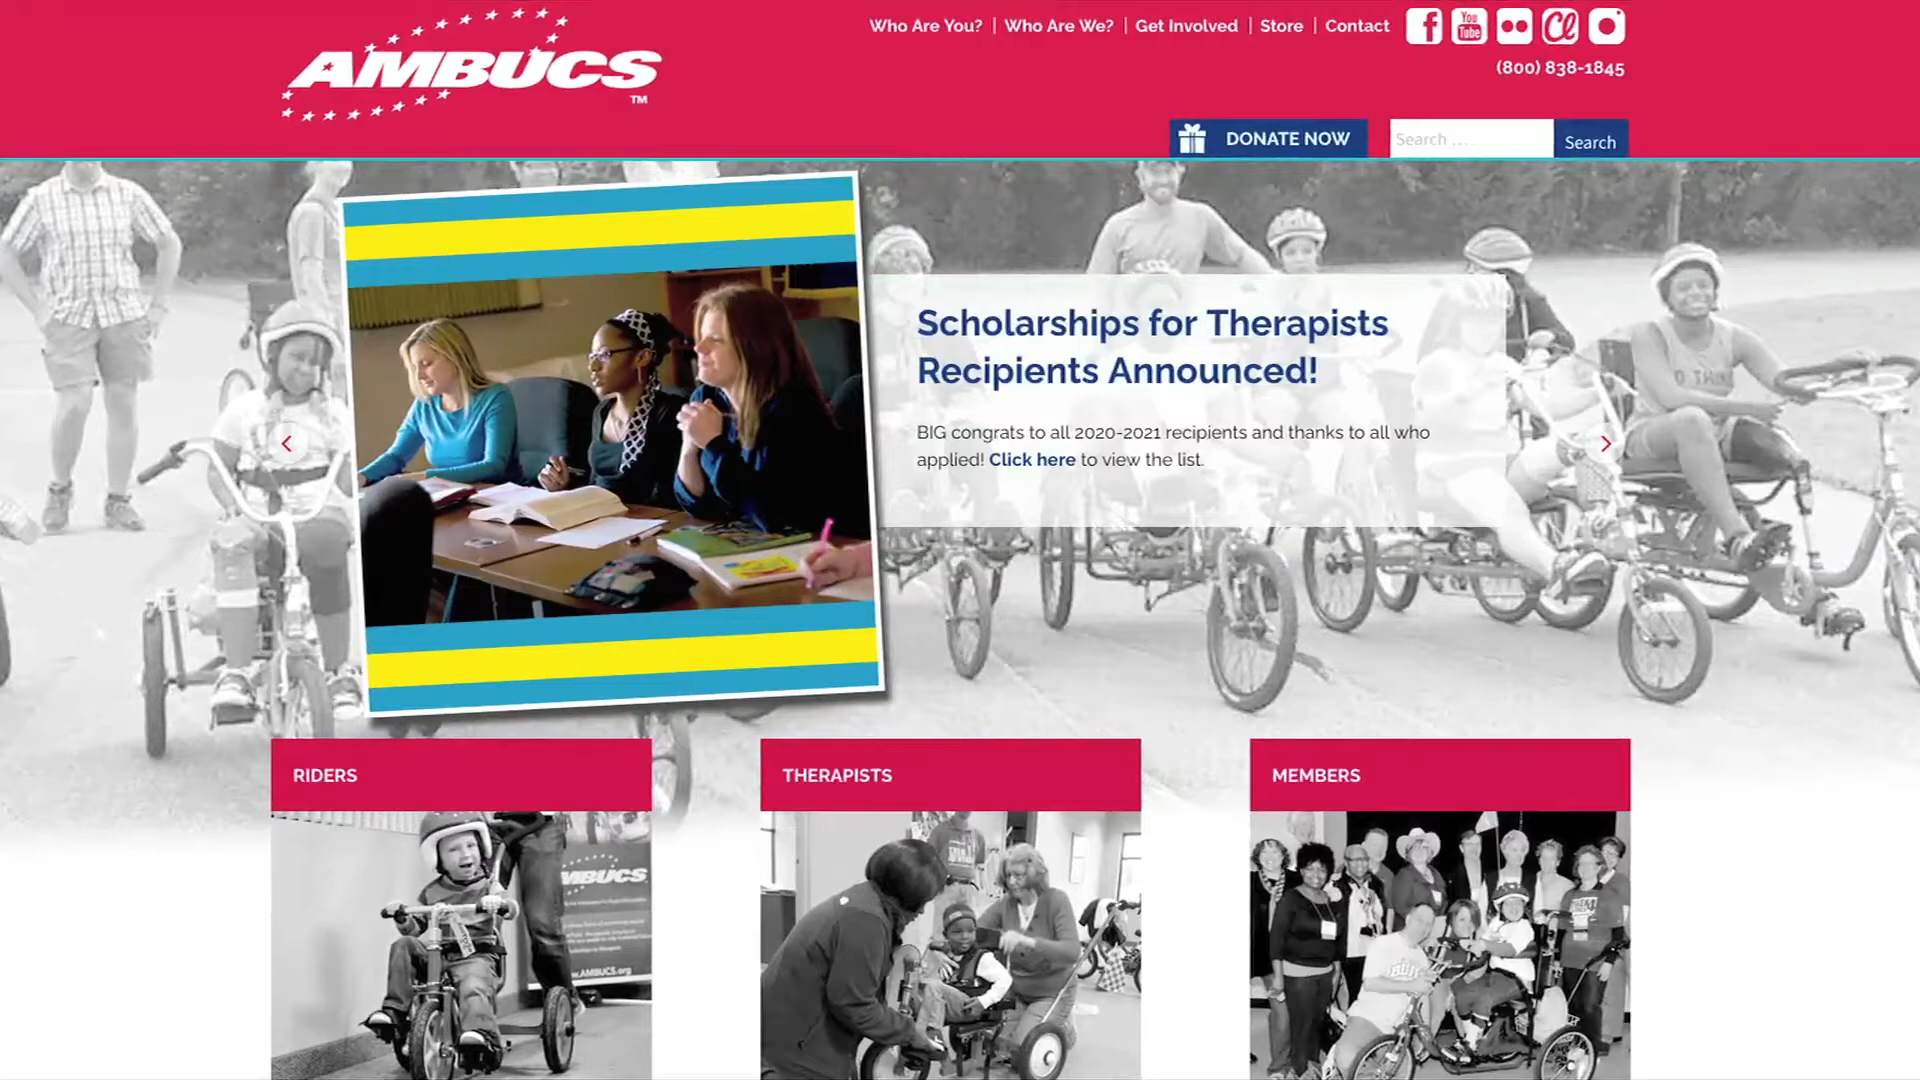 AMBUCS
TM
Who Are You? | Who Are We? | Get Involved | Store | Contact
You
Tube
(800) 838-1845
DONATE NOW
Search ....
Search
Scholarships for Therapists
Recipients Announced!
BIG congrats to all 2020-2021 recipients and thanks to all who
applied! Click here to view the list.
RIDERS
THERAPISTS
MEMBERS
MBUCS
www.AMBUCS.org